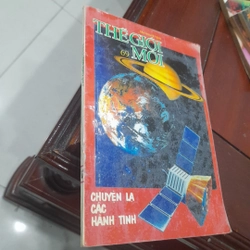 THẾ GIỚI
MỚI
CHUYỆN LẠ
CÁC
HÀNH TINH